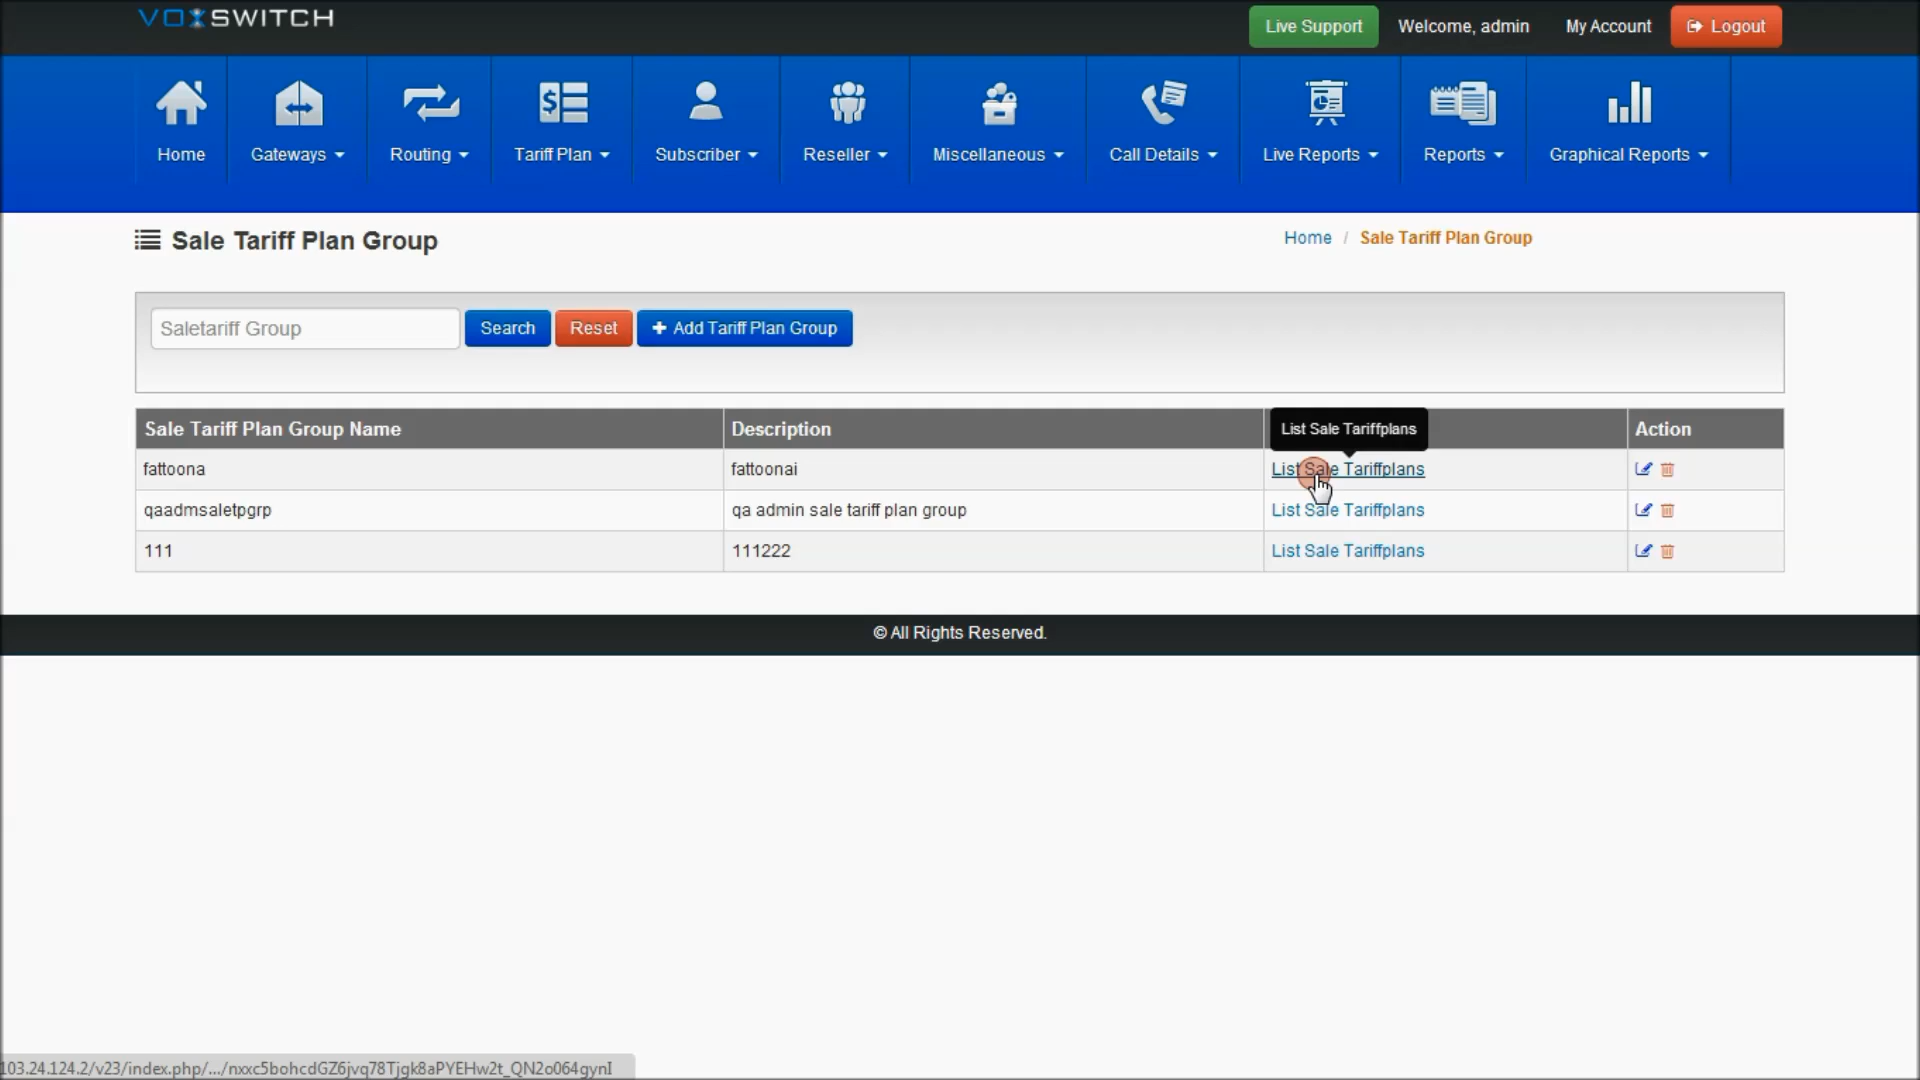 VOXSWITCH
Live Support
Welcome, admin
My Account
Logout
Home
Gateways
Routing
Tariff Plan
Subscriber
Reseller
Miscellaneous
Call Details
Live Reports
Reports
Graphical Reports
Sale Tariff Plan Group
Home / Sale Tariff Plan Group
Saletariff Group
Search
Reset
+ Add Tariff Plan Group
Sale Tariff Plan Group Name
Description
List Sale Tariffplans
Action
fattoona
fattoonai
List Sale Tariffplans
qaadmsaletpgrp
qa admin sale tariff plan group
List Sale Tariffplans
111
111222
List Sale Tariffplans
© All Rights Reserved.
103.24.124.2/v23/index.php/.../nxxc5bohcdGZ6jvq78Tjgk8aPYEHw2t_QN2o064gynI